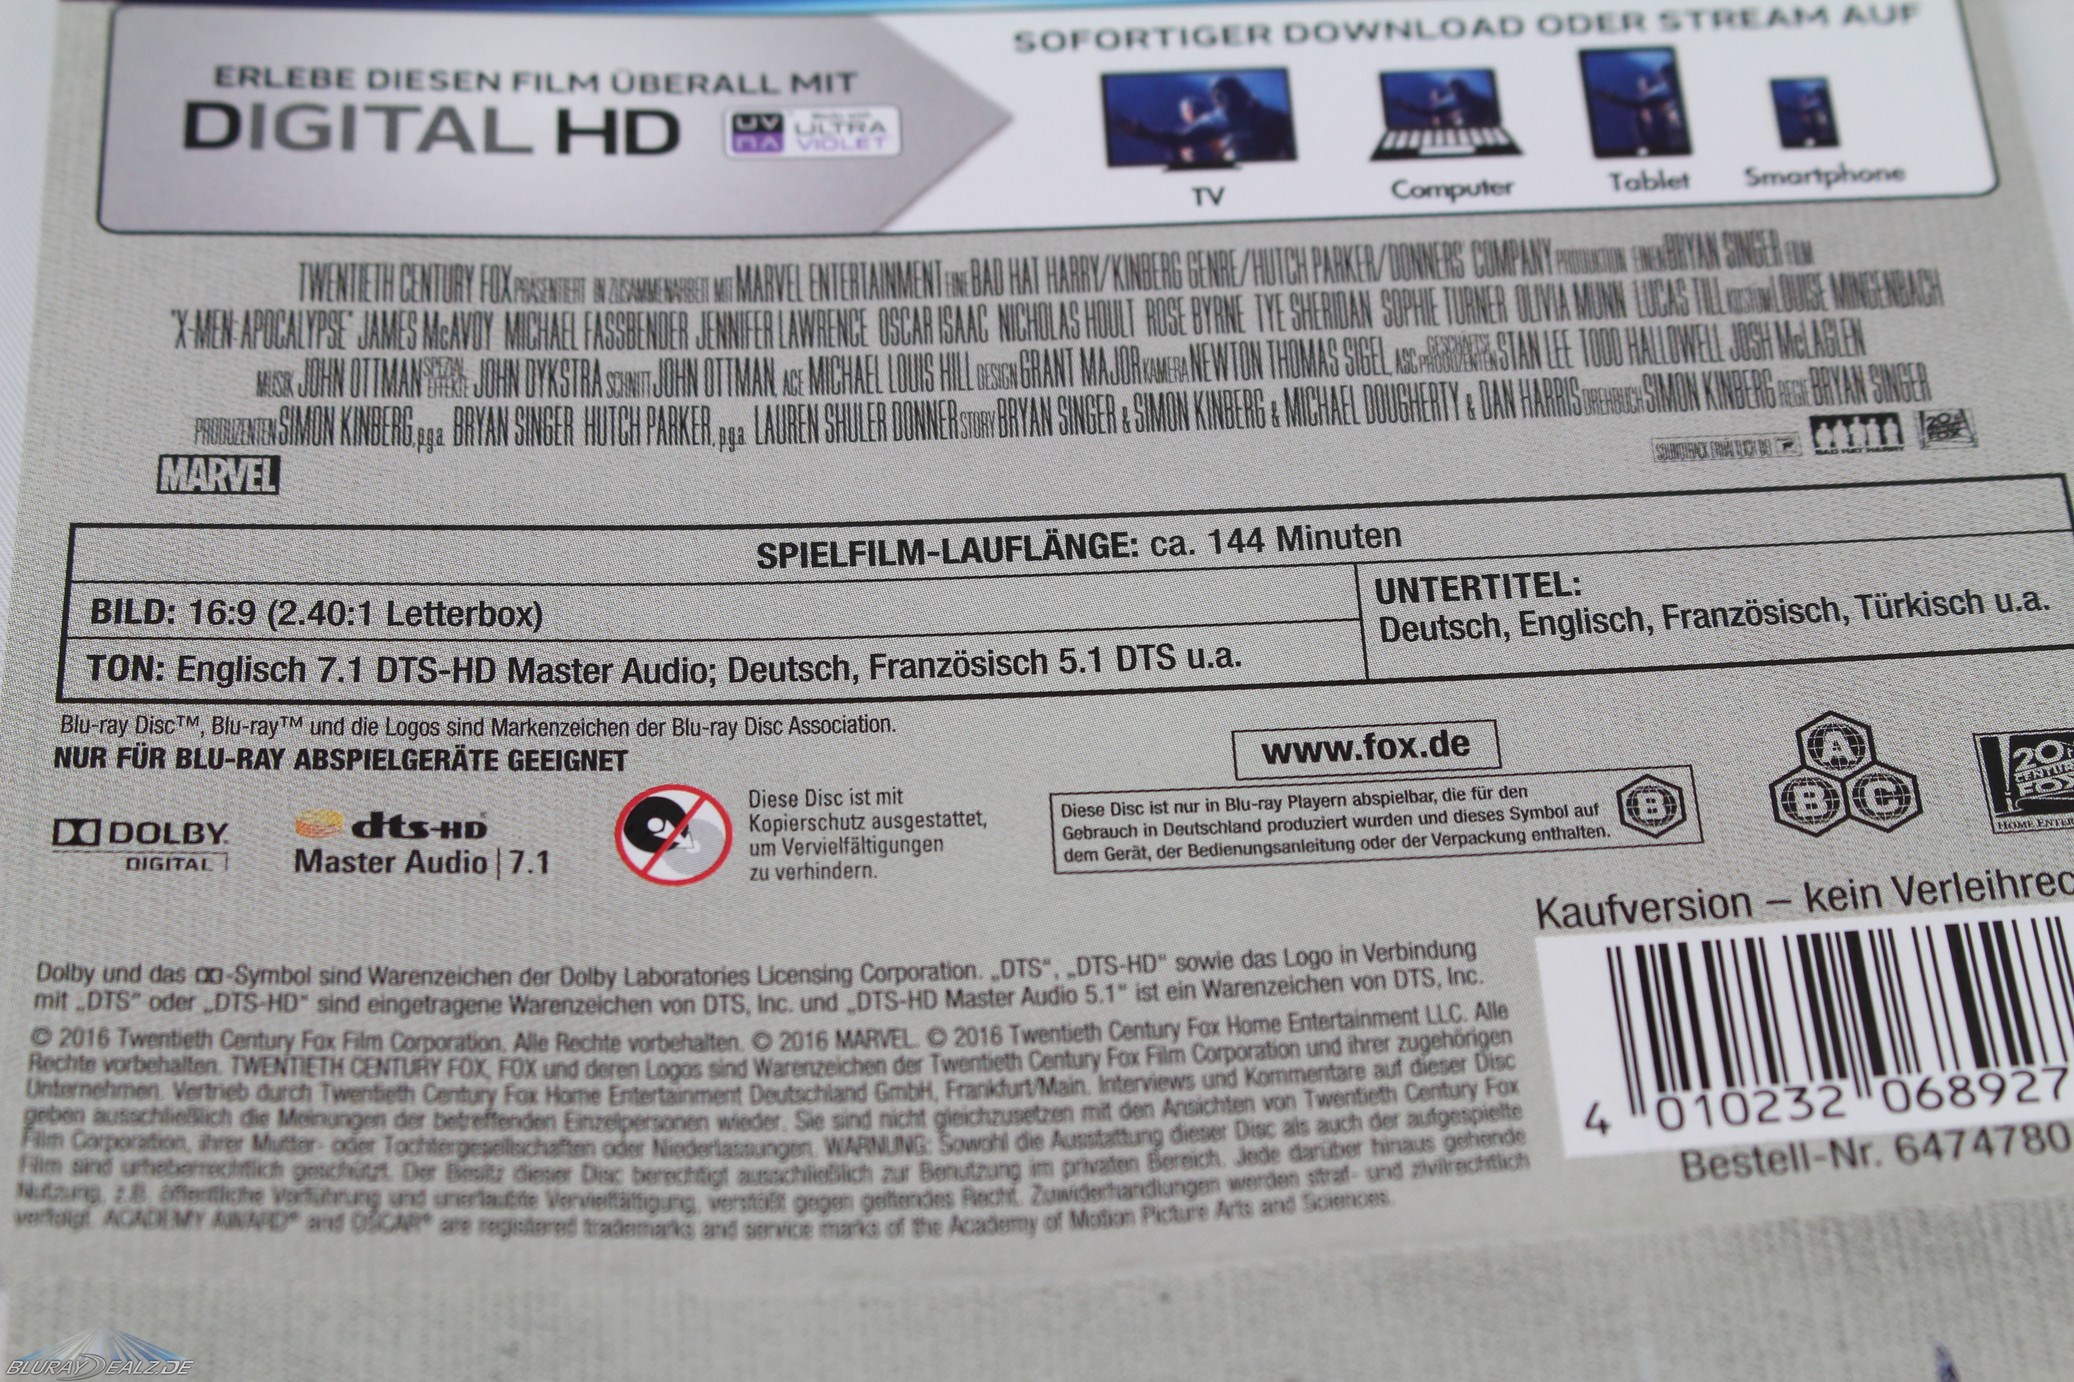 ERLEBE DIESEN FILM ÜBERALL MIT
DIGITAL HD
UV
ULTRA
VIOLET
SOFORTIGER DOWNLOAD ODER STREAM AUF
TV
Computer
Tablet
Smartphone
TWENTIETH CENTURY FOX PRÄSENTIERT IN ZUSAMMENARBEIT MIT MARVEL ENTERTAINMENT EINE BAD HAT HARRY/KINBERG GENRE/HUTCH PARKER/DONNERS' COMPANY PRODUKTION EINEN BRYAN SINGER FILM
"X-MEN: APOCALYPSE" JAMES McAVOY MICHAEL FASSBENDER JENNIFER LAWRENCE OSCAR ISAAC NICHOLAS HOULT ROSE BYRNE TYE SHERIDAN SOPHIE TURNER OLIVIA MUNN LUCAS TILL KOSTÜM LOUISE MINGENBACH
MUSIK JOHN OTTMAN SPEZIAL EFFEKTE JOHN DYKSTRA SCHNITT JOHN OTTMAN, ACE MICHAEL LOUIS HILL DESIGN GRANT MAJOR KAMERA NEWTON THOMAS SIGEL, ASC GESCHÄFTS PRODUZENTEN STAN LEE TODD HALLOWELL JOSH McLAGLEN
PRODUZENTEN SIMON KINBERG, p.g.a. BRYAN SINGER HUTCH PARKER, p.g.a. LAUREN SHULER DONNER STORY BRYAN SINGER & SIMON KINBERG & MICHAEL DOUGHERTY & DAN HARRIS DREHBUCH SIMON KINBERG REGIE BRYAN SINGER
MARVEL
SOUNDTRACK ERHÄLTLICH BEI
BAD HAT HARRY
SPIELFILM-LAUFLÄNGE: ca. 144 Minuten
BILD: 16:9 (2.40:1 Letterbox)
TON: Englisch 7.1 DTS-HD Master Audio; Deutsch, Französisch 5.1 DTS u.a.
UNTERTITEL:
Deutsch, Englisch, Französisch, Türkisch u.a.
Blu-ray Disc™, Blu-ray™ und die Logos sind Markenzeichen der Blu-ray Disc Association.
NUR FÜR BLU-RAY ABSPIELGERÄTE GEEIGNET
DOLBY
DIGITAL
dts-HD
Master Audio | 7.1
Diese Disc ist mit
Kopierschutz ausgestattet,
um Vervielfältigungen
zu verhindern.
www.fox.de
Diese Disc ist nur in Blu-ray Playern abspielbar, die für den
Gebrauch in Deutschland produziert wurden und dieses Symbol auf
dem Gerät, der Bedienungsanleitung oder der Verpackung enthalten.
B
A
B C
20th
CENTURY
FOX
HOME ENTER
Kaufversion – kein Verleihrec
Dolby und das -Symbol sind Warenzeichen der Dolby Laboratories Licensing Corporation. „DTS“, „DTS-HD“ sowie das Logo in Verbindung
mit „DTS“ oder „DTS-HD“ sind eingetragene Warenzeichen von DTS, Inc. und „DTS-HD Master Audio 5.1“ ist ein Warenzeichen von DTS, Inc.
© 2016 Twentieth Century Fox Film Corporation. Alle Rechte vorbehalten. © 2016 MARVEL. © 2016 Twentieth Century Fox Home Entertainment LLC. Alle
Rechte vorbehalten. TWENTIETH CENTURY FOX, FOX und deren Logos sind Warenzeichen der Twentieth Century Fox Film Corporation und ihrer zugehörigen
Unternehmen. Vertrieb durch Twentieth Century Fox Home Entertainment Deutschland GmbH, Frankfurt/Main. Interviews und Kommentare auf dieser Disc
geben ausschließlich die Meinungen der betreffenden Einzelpersonen wieder. Sie sind nicht gleichzusetzen mit den Ansichten von Twentieth Century Fox
Film Corporation, ihrer Mutter- oder Tochtergesellschaften oder Niederlassungen. WARNUNG: Sowohl die Ausstattung dieser Disc als auch der aufgespielte
Film sind urheberrechtlich geschützt. Der Besitz dieser Disc berechtigt ausschließlich zur Benutzung im privaten Bereich. Jede darüber hinaus gehende
Nutzung, z.B. öffentliche Vorführung und unerlaubte Vervielfältigung, verstößt gegen geltendes Recht. Zuwiderhandlungen werden straf- und zivilrechtlich
verfolgt. ACADEMY AWARD® and OSCAR® are registered trademarks and service marks of the Academy of Motion Picture Arts and Sciences.
4 010232 068927
Bestell-Nr. 6474780
BLURAYDEALZ.DE